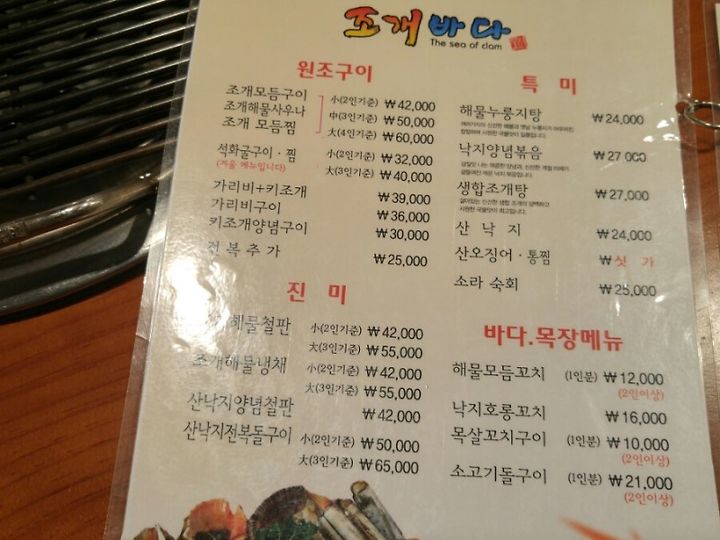 조개바다
The sea of clam
원조구이
조개모듬구이 小(2인기준) ₩42,000
조개해물사우나 中(3인기준) ₩50,000
조개 모듬찜 大(4인기준) ₩60,000
석화굴구이 · 찜 小(2인기준) ₩32,000
(겨울 메뉴입니다) 大(3인기준) ₩40,000
가리비+키조개 ₩39,000
가리비구이 ₩36,000
키조개양념구이 ₩30,000
전복추가 ₩25,000
진 미
해물철판 小(2인기준) ₩42,000
大(3인기준) ₩55,000
조개해물냉채 小(2인기준) ₩42,000
大(3인기준) ₩55,000
산낙지양념철판 ₩42,000
산낙지전복돌구이 小(2인기준) ₩50,000
大(3인기준) ₩65,000
특 미
해물누룽지탕 ₩24,000
낙지양념볶음 ₩27,000
생합조개탕 ₩27,000
산 낙 지 ₩24,000
산오징어 · 통찜 ₩싯 가
소라 숙회 ₩25,000
바다.목장메뉴
해물모듬꼬치 (1인분) ₩12,000
(2인이상)
낙지호롱꼬치 ₩16,000
목살꼬치구이 (1인분) ₩10,000
(2인이상)
소고기돌구이 (1인분) ₩21,000
(2인이상)